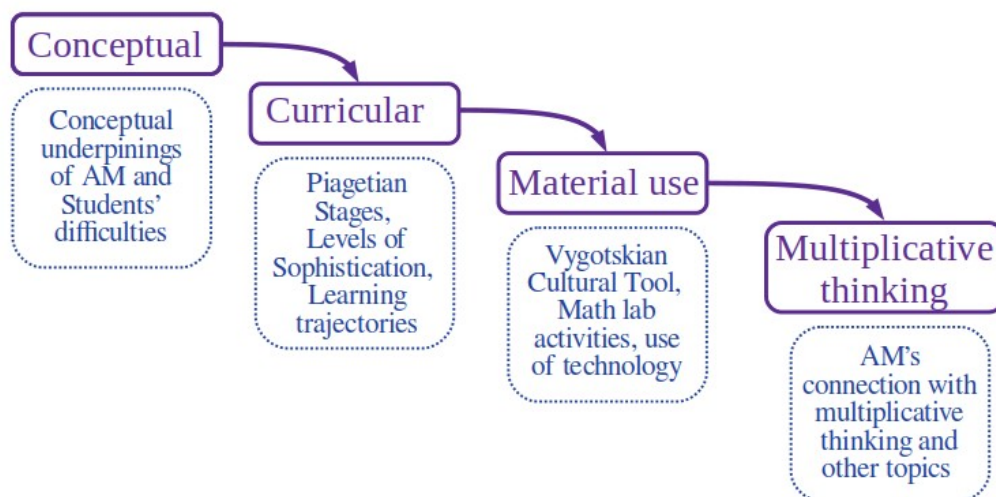 Conceptual
Conceptual
underpinings
of AM and
Students'
difficulties
Curricular
Piagetian
Stages,
Levels of
Sophistication,
Learning
trajectories
Material use
Vygotskian
Cultural Tool,
Math lab
activities, use
of technology
Multiplicative
thinking
AM's
connection with
multiplicative
thinking and
other topics